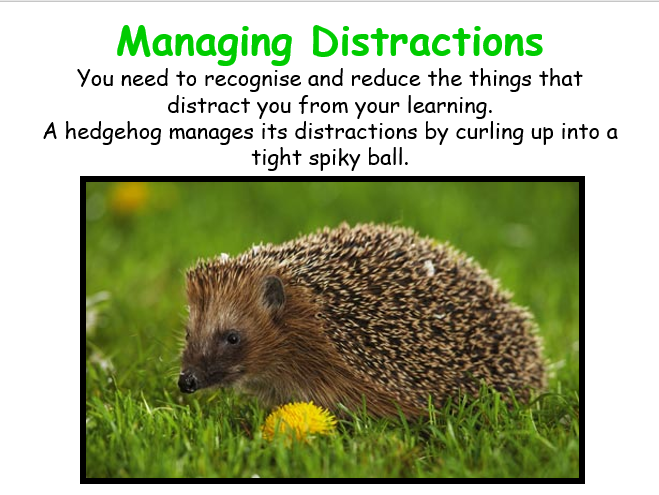 Managing Distractions
You need to recognise and reduce the things that
distract you from your learning.
A hedgehog manages its distractions by curling up into a
tight spiky ball.